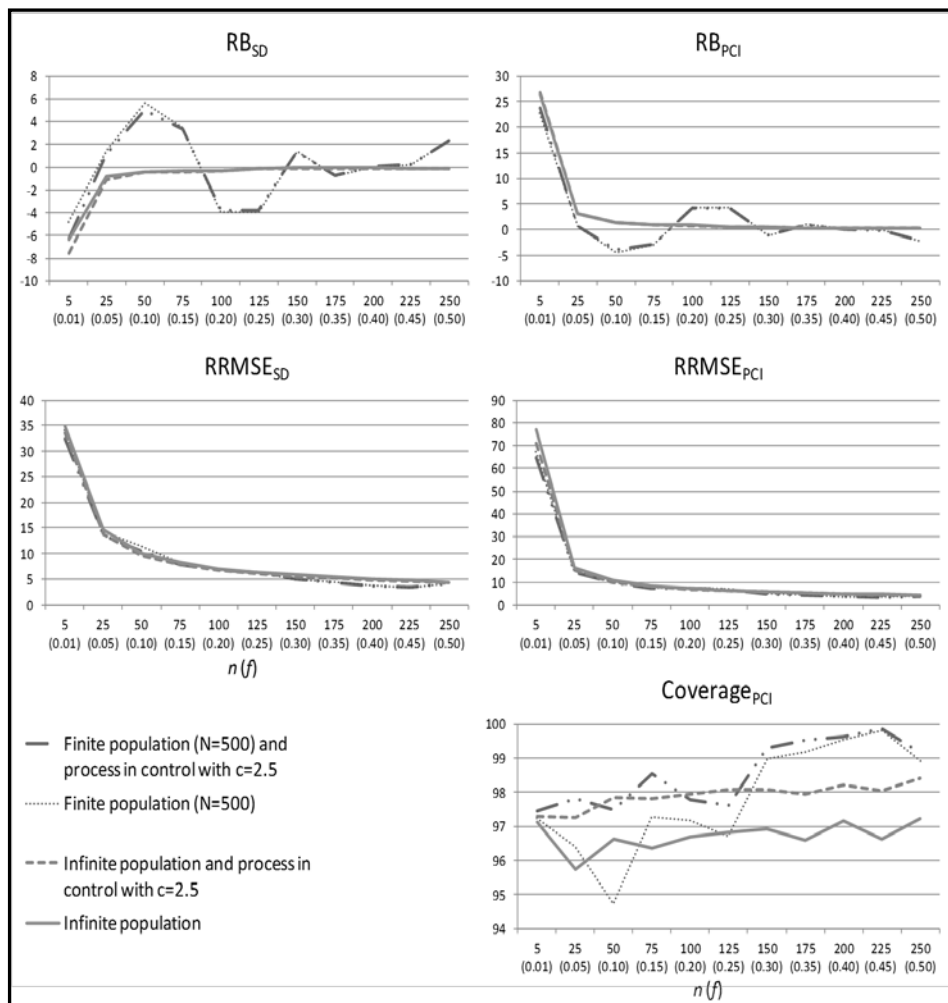 RB_SD
8
6
4
2
0
-2
-4
-6
-8
-10
5 25 50 75 100 125 150 175 200 225 250
(0.01) (0.05) (0.10) (0.15) (0.20) (0.25) (0.30) (0.35) (0.40) (0.45) (0.50)
RB_PCI
30
25
20
15
10
5
0
-5
-10
5 25 50 75 100 125 150 175 200 225 250
(0.01) (0.05) (0.10) (0.15) (0.20) (0.25) (0.30) (0.35) (0.40) (0.45) (0.50)
RRMSE_SD
40
35
30
25
20
15
10
5
0
5 25 50 75 100 125 150 175 200 225 250
(0.01) (0.05) (0.10) (0.15) (0.20) (0.25) (0.30) (0.35) (0.40) (0.45) (0.50)
n (f)
RRMSE_PCI
90
80
70
60
50
40
30
20
10
0
5 25 50 75 100 125 150 175 200 225 250
(0.01) (0.05) (0.10) (0.15) (0.20) (0.25) (0.30) (0.35) (0.40) (0.45) (0.50)
Finite population (N=500) and
process in control with c=2.5
Finite population (N=500)
Infinite population and process in
control with c=2.5
Infinite population
Coverage_PCI
100
99
98
97
96
95
94
5 25 50 75 100 125 150 175 200 225 250
(0.01) (0.05) (0.10) (0.15) (0.20) (0.25) (0.30) (0.35) (0.40) (0.45) (0.50)
n (f)